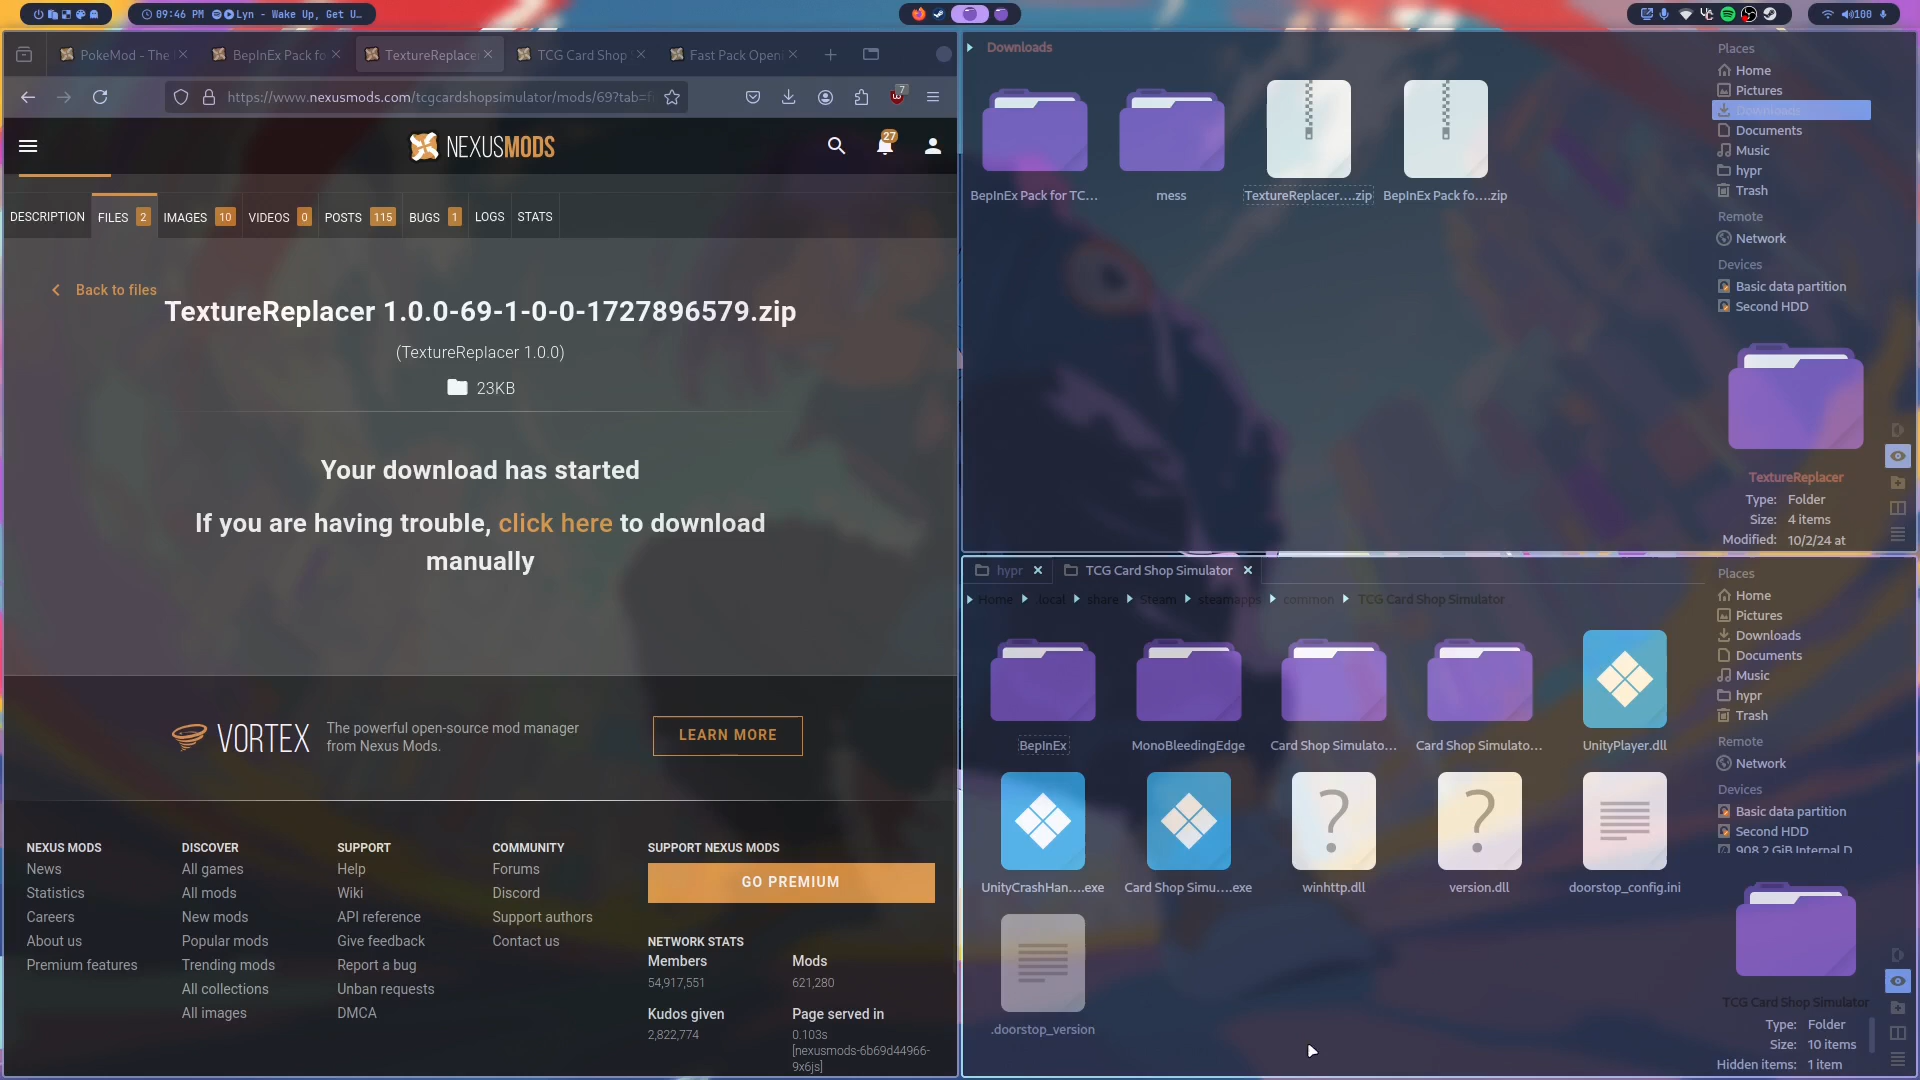 09:46 PM
Lyn - Wake Up, Get U…
100
PokeMod - The
BepInEx Pack fo
TextureReplace
TCG Card Shop
Fast Pack Open
https://www.nexusmods.com/tcgcardshopsimulator/mods/69?tab=f
7
NEXUSMODS
27
DESCRIPTION
FILES 2
IMAGES 10
VIDEOS 0
POSTS 115
BUGS 1
LOGS
STATS
Back to files
TextureReplacer 1.0.0-69-1-0-0-1727896579.zip
(TextureReplacer 1.0.0)
23KB
Your download has started
If you are having trouble, click here to download
manually
VORTEX
The powerful open-source mod manager
from Nexus Mods.
LEARN MORE
NEXUS MODS
News
Statistics
Careers
About us
Premium features
DISCOVER
All games
All mods
New mods
Popular mods
Trending mods
All collections
All images
SUPPORT
Help
Wiki
API reference
Give feedback
Report a bug
Unban requests
DMCA
COMMUNITY
Forums
Discord
Support authors
Contact us
SUPPORT NEXUS MODS
GO PREMIUM
NETWORK STATS
Members
54,917,551
Mods
621,280
Kudos given
2,822,774
Page served in
0.103s
[nexusmods-6b69d44966-
9x6js]
Downloads
BepInEx Pack for TC…
mess
TextureReplacer….zip
BepInEx Pack fo….zip
Places
Home
Pictures
Downloads
Documents
Music
hypr
Trash
Remote
Network
Devices
Basic data partition
Second HDD
TextureReplacer
Type: Folder
Size: 4 items
Modified: 10/2/24 at
hypr
TCG Card Shop Simulator
Home
.local
share
Steam
steamapps
common
TCG Card Shop Simulator
BepInEx
MonoBleedingEdge
Card Shop Simulato…
Card Shop Simulato…
UnityPlayer.dll
UnityCrashHan….exe
Card Shop Simu….exe
winhttp.dll
version.dll
doorstop_config.ini
.doorstop_version
Places
Home
Pictures
Downloads
Documents
Music
hypr
Trash
Remote
Network
Devices
Basic data partition
Second HDD
908.2 GiB Internal D
TCG Card Shop Simulator
Type: Folder
Size: 10 items
Hidden items: 1 item